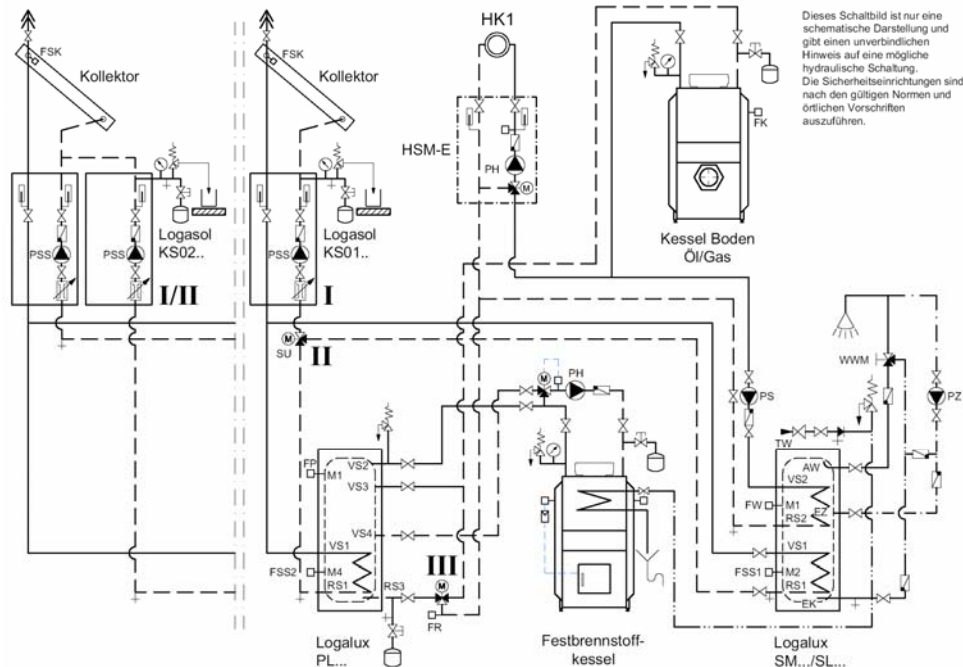 HK1
Dieses Schaltbild ist nur eine
schematische Darstellung und
gibt einen unverbindlichen
Hinweis auf eine mögliche
hydraulische Schaltung.
Die Sicherheitseinrichtungen sind
nach den gültigen Normen und
örtlichen Vorschriften
auszuführen.
FSK
Kollektor
FSK
Kollektor
HSM-E
PH
M
FK
Kessel Boden
Öl/Gas
Logasol
KS02..
PSS
PSS
I/II
Logasol
KS01..
PSS
I
M
SU
II
WWM
PS
PZ
M
PH
TW
FP
M1
VS2
VS3
VS4
VS1
FSS2
M4
RS1
RS3
III
M
FR
AW
VS2
FW
M1
EZ
RS2
VS1
FSS1
M2
RS1
EK
Logalux
PL...
Festbrennstoff-
kessel
Logalux
SM.../SL...